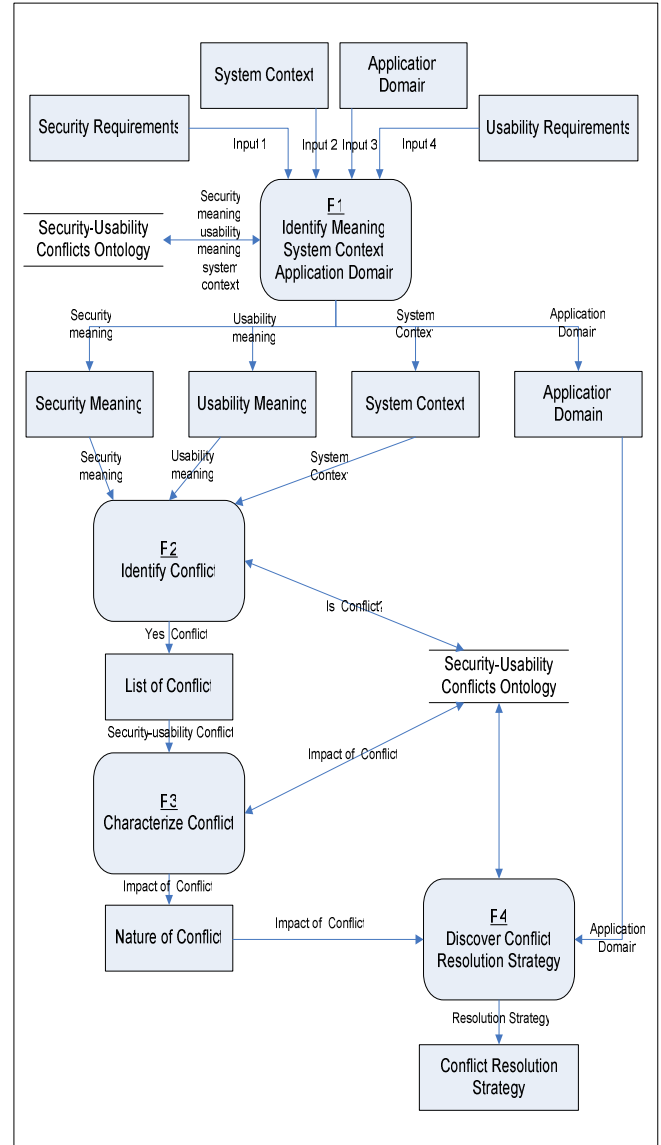 System Context
Application
Domain
Security Requirements
Usability Requirements
Input 1
Input 2
Input 3
Input 4
F1
Identify Meaning
System Context
Application Domain
Security
meaning
usability
meaning
system
context
Security-Usability
Conflicts Ontology
Security
meaning
Usability
meaning
System
Context
Application
Domain
Security Meaning
Usability Meaning
System Context
Application
Domain
Security
meaning
Usability
meaning
System
Context
F2
Identify Conflict
Is Conflict?
Yes Conflict
List of Conflict
Security-Usability
Conflicts Ontology
Security-usability Conflict
Impact of Conflict
F3
Characterize Conflict
Impact of Conflict
Nature of Conflict
Impact of Conflict
F4
Discover Conflict
Resolution Strategy
Application
Domain
Resolution Strategy
Conflict Resolution
Strategy